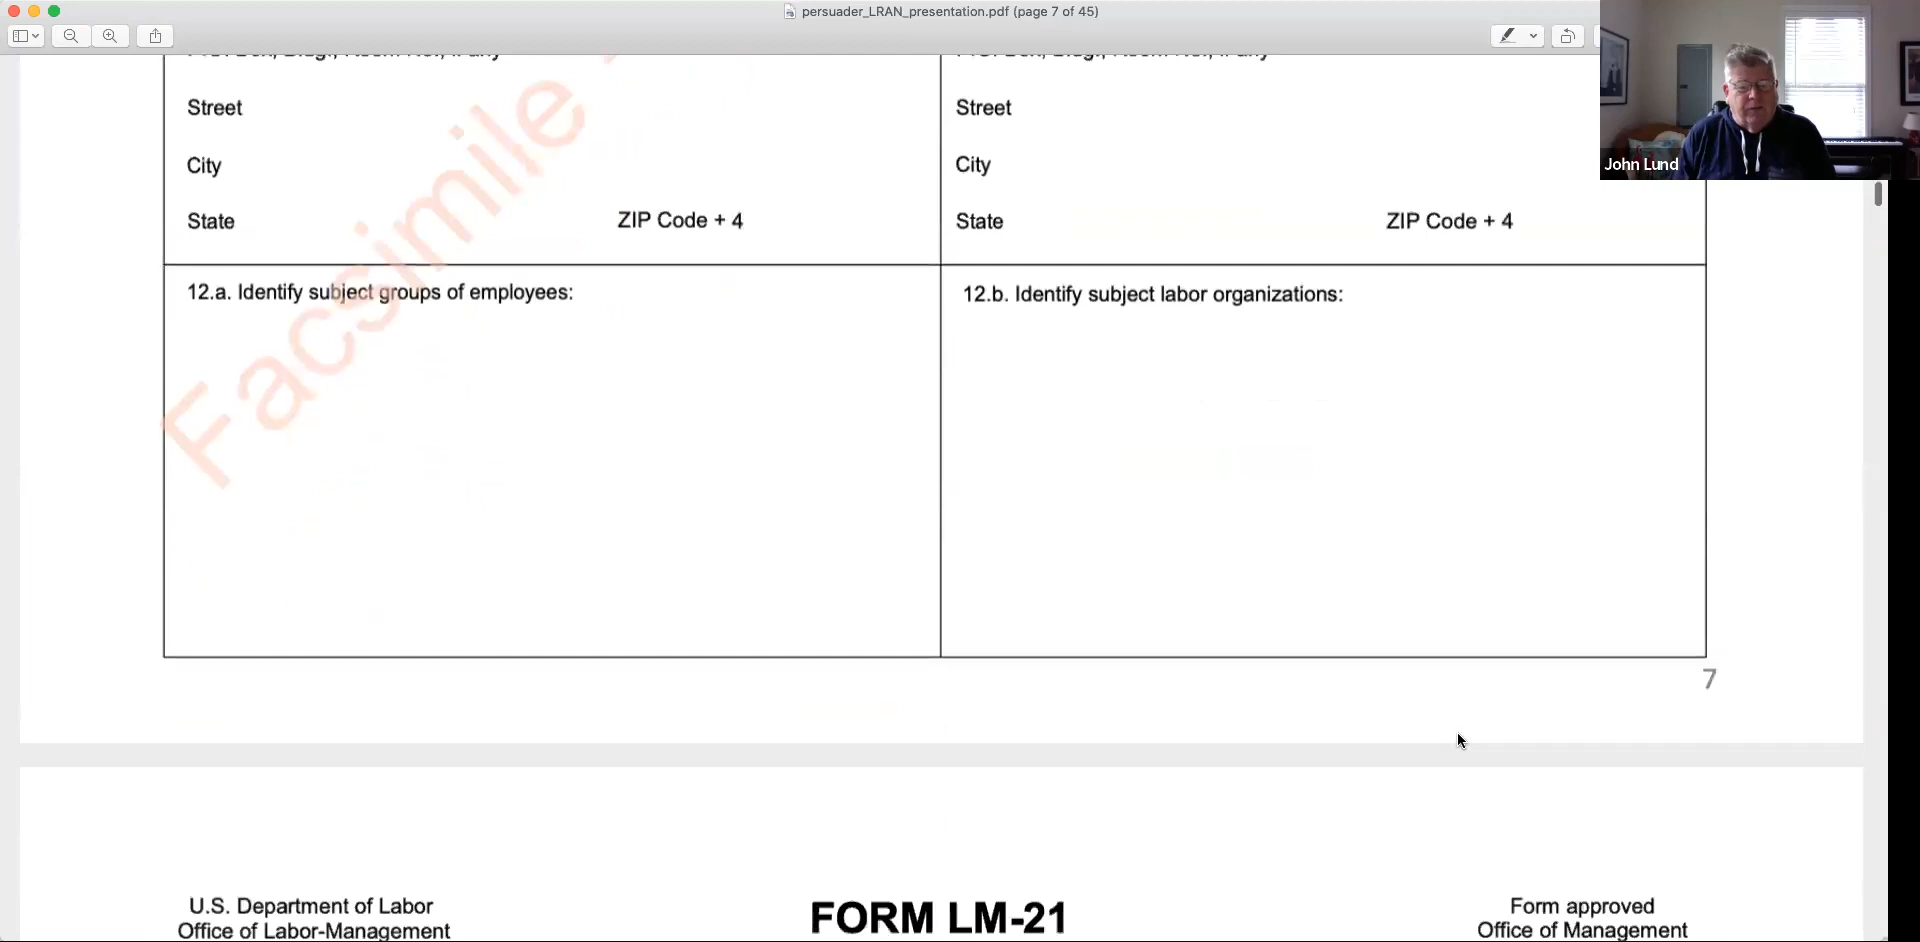 persuader_LRAN_presentation.pdf (page 7 of 45)
John Lund
Street
Street
City
City
State
ZIP Code + 4
State
ZIP Code + 4
12.a. Identify subject groups of employees:
12.b. Identify subject labor organizations:
Facsimile
7
U.S. Department of Labor
Office of Labor-Management
FORM LM-21
Form approved
Office of Management